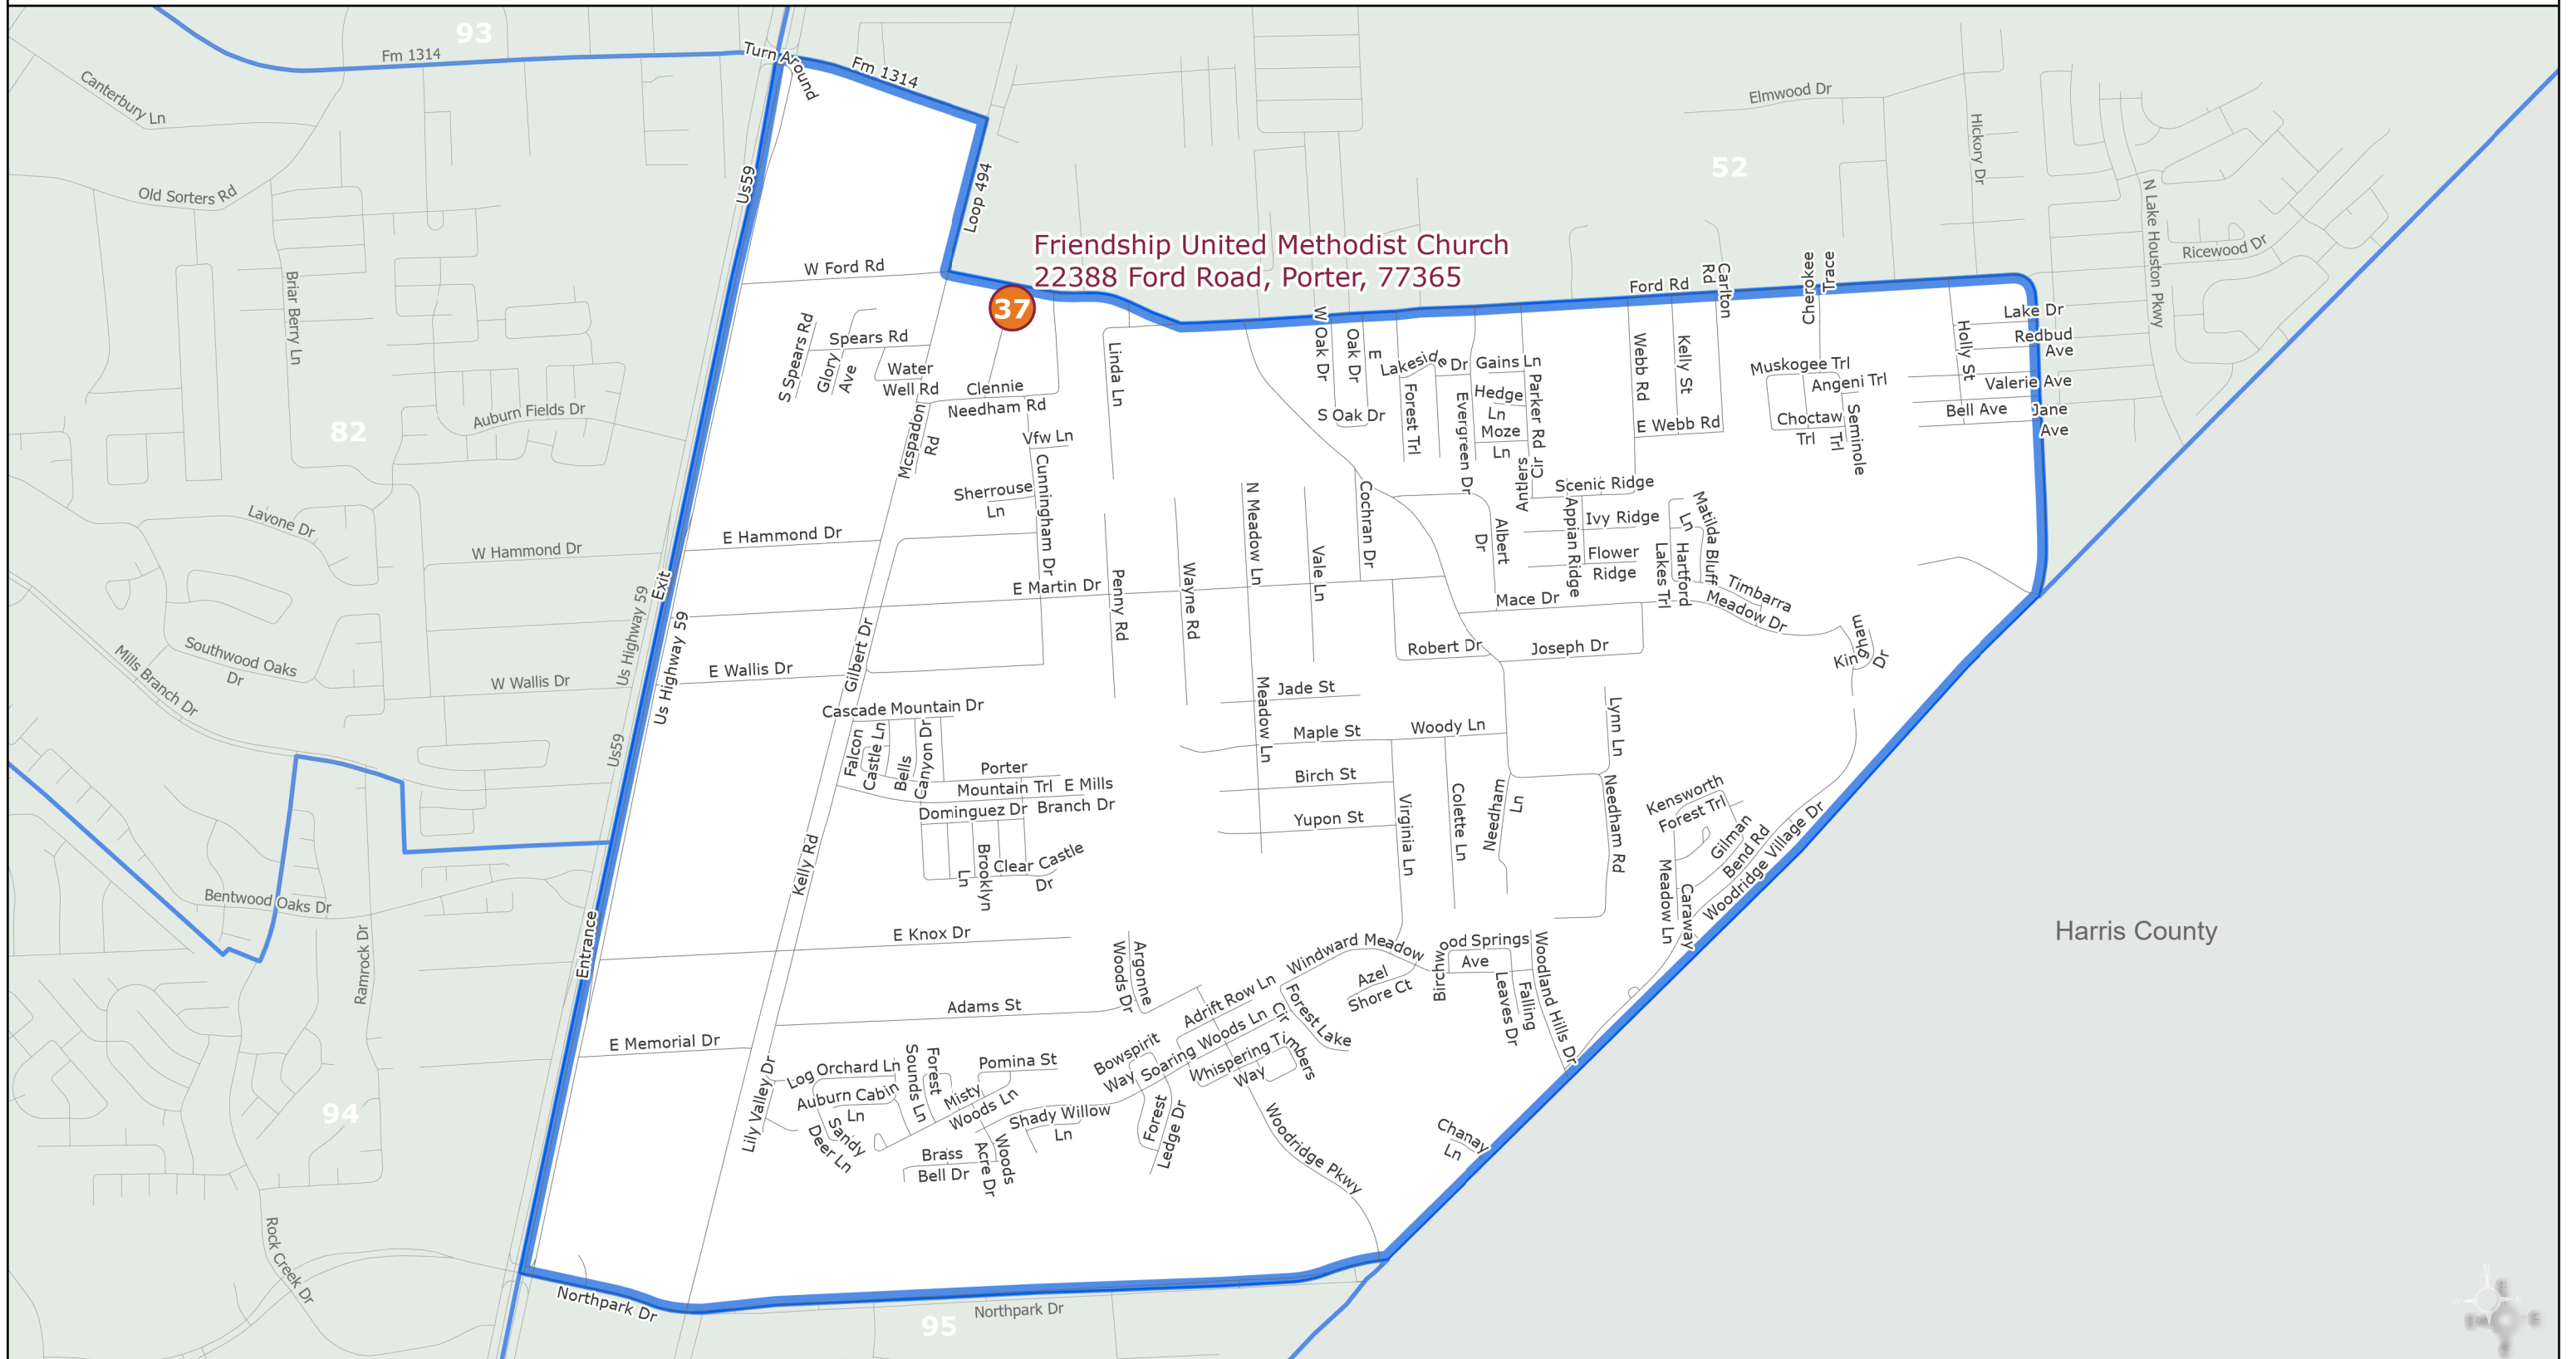 93
Fm 1314
Turn Around
Fm 1314
Canterbury Ln
Elmwood Dr
Hickory Dr
52
Old Sorters Rd
Us59
Loop 494
N Lake Houston Pkwy
Ricewood Dr
Friendship United Methodist Church
22388 Ford Road, Porter, 77365
37
W Ford Rd
Ford Rd
Carlton
Rd
Cherokee
Trace
Briar Berry Ln
S Spears Rd
Spears Rd
Glory
Ave
Water
Well Rd
Clennie
Needham Rd
Linda Ln
W Oak Dr
Oak Dr
S Oak Dr
E
Lakeside Dr
Gains Ln
Hedge
Ln
Moze
Ln
Forest Trl
Evergreen Dr
Parker Rd
Antlers
Cir
Webb Rd
Kelly St
E Webb Rd
Muskogee Trl
Angeni Trl
Choctaw
Trl
Seminole
Trl
Holly St
Lake Dr
Redbud
Ave
Valerie Ave
Bell Ave
Jane
Ave
Auburn Fields Dr
82
Mcspadon
Rd
Vfw Ln
Cunningham Dr
Sherrouse
Ln
Lavone Dr
W Hammond Dr
E Hammond Dr
Exit
N Meadow Ln
Vale Ln
Cochran Dr
Albert
Dr
Scenic Ridge
Ivy Ridge
Flower
Ridge
Appian Ridge
Matilda Bluff
Ln
Hartford
Lakes Trl
Timbarra
Meadow Dr
Kingham
Dr
E Martin Dr
Penny Rd
Wayne Rd
Mace Dr
Robert Dr
Joseph Dr
Southwood Oaks
Dr
Mills Branch Dr
W Wallis Dr
Us Highway 59
Us Highway 59
Us59
E Wallis Dr
Gilbert Dr
Cascade Mountain Dr
Falcon
Castle Ln
Bells
Canyon Dr
Porter
Mountain Trl
E Mills
Branch Dr
Dominguez Dr
Brooklyn
Ln
Clear Castle
Dr
Meadow Ln
Jade St
Maple St
Woody Ln
Birch St
Yupon St
Virginia Ln
Colette Ln
Needham
Ln
Lynn Ln
Needham Rd
Kensworth
Forest Trl
Gilman
Bend Rd
Woodridge Village Dr
Caraway
Meadow Ln
Kelly Rd
Bentwood Oaks Dr
Ramrock Dr
Entrance
E Knox Dr
Argonne
Woods Dr
Adams St
E Memorial Dr
Windward Meadow
Azel
Shore Ct
Birchwood Springs
Ave
Falling
Leaves Dr
Woodland Hills Dr
Adrift Row Ln
Soaring Woods Ln
Cir
Forest Lake
Whispering Timbers
Way
Bowspirit
Way
Harris County
Lily Valley Dr
Log Orchard Ln
Auburn Cabin
Ln
Sandy
Deer Ln
Forest
Sounds Ln
Misty
Woods Ln
Pomina St
Shady Willow
Ln
Brass
Bell Dr
Woods
Acre Dr
Forest
Ledge Dr
Woodridge Pkwy
Chanay
Ln
94
Rock Creek Dr
Northpark Dr
Northpark Dr
95